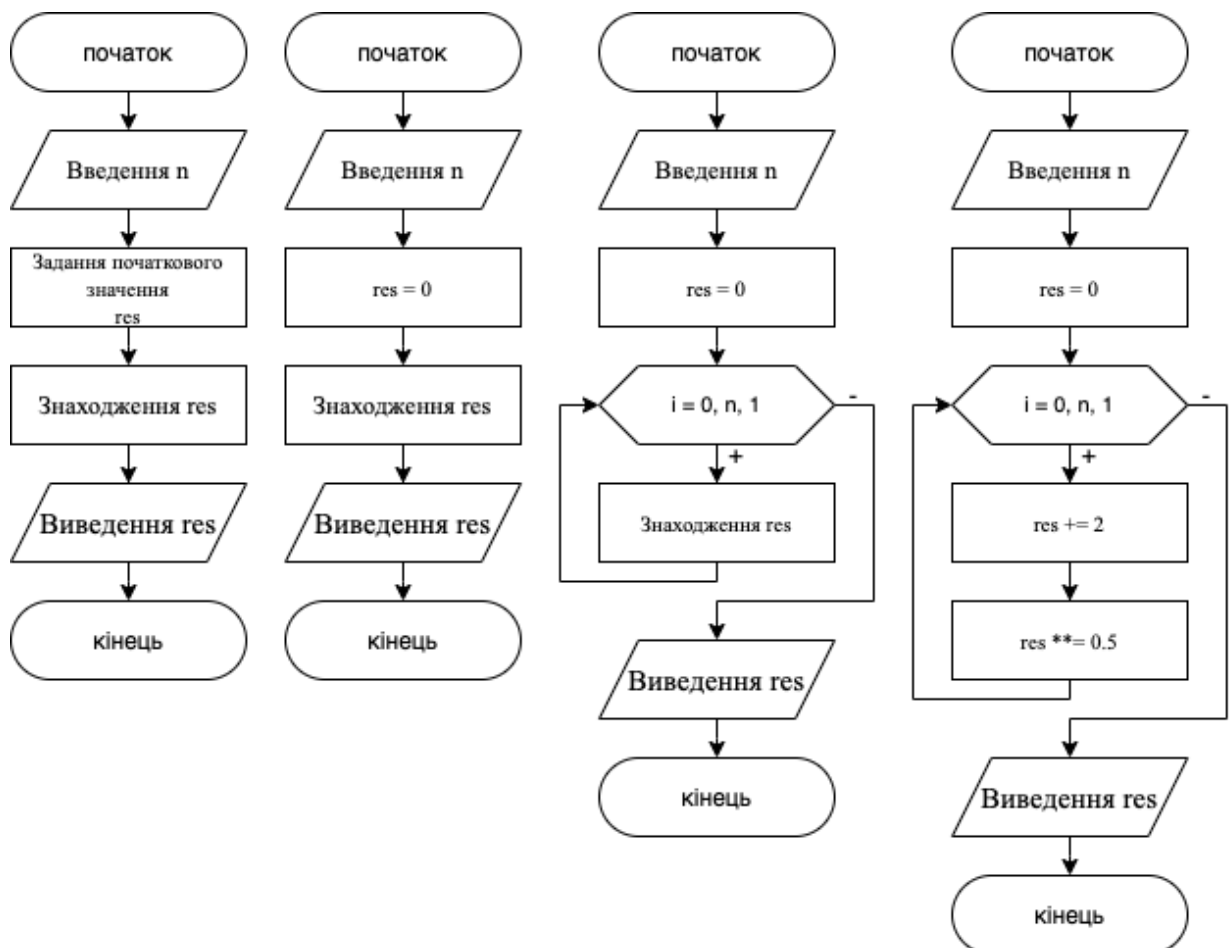 початок
Введення n
Задання початкового
значення
res
Знаходження res
Виведення res
кінець
початок
Введення n
res = 0
Знаходження res
Виведення res
кінець
початок
Введення n
res = 0
i = 0, n, 1
-
+
Знаходження res
Виведення res
кінець
початок
Введення n
res = 0
i = 0, n, 1
-
+
res += 2
res **= 0.5
Виведення res
кінець